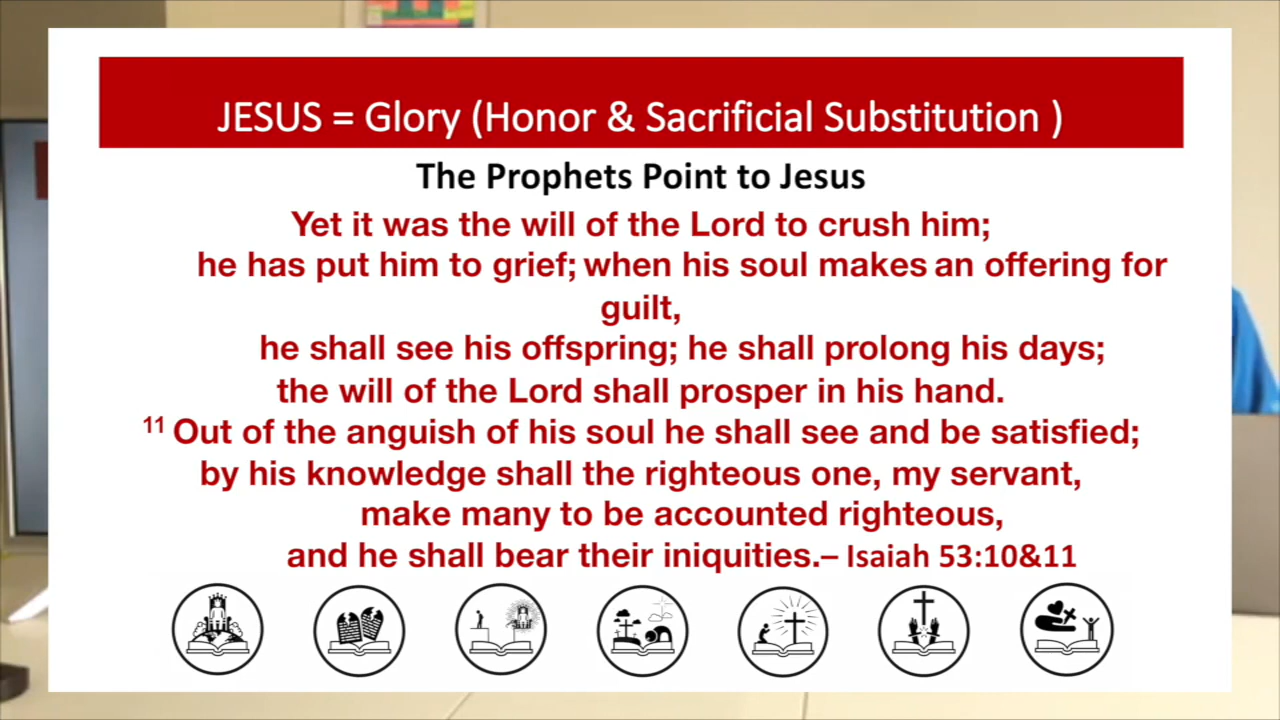 JESUS = Glory (Honor & Sacrificial Substitution )
The Prophets Point to Jesus
Yet it was the will of the Lord to crush him;
he has put him to grief; when his soul makes an offering for
guilt,
he shall see his offspring; he shall prolong his days;
the will of the Lord shall prosper in his hand.
11 Out of the anguish of his soul he shall see and be satisfied;
by his knowledge shall the righteous one, my servant,
make many to be accounted righteous,
and he shall bear their iniquities.– Isaiah 53:10&11